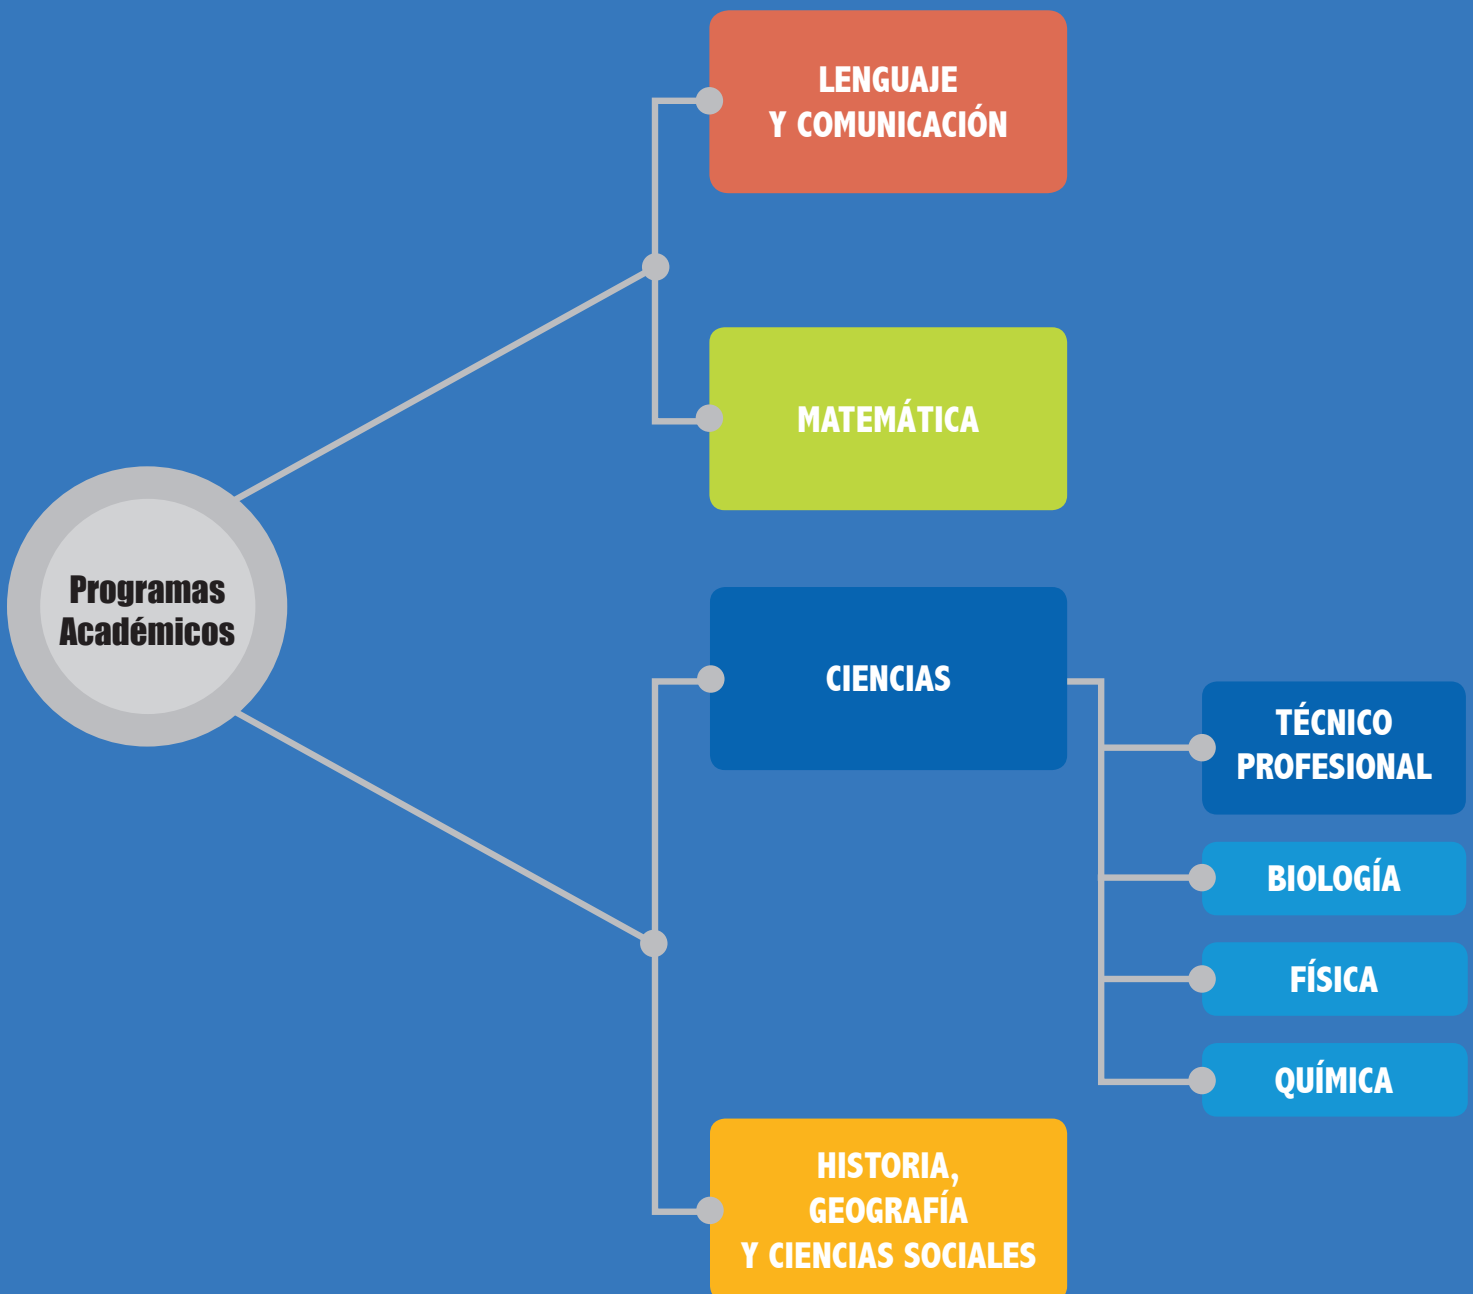 Programas
Académicos
LENGUAJE
Y COMUNICACIÓN
MATEMÁTICA
CIENCIAS
TÉCNICO
PROFESIONAL
BIOLOGÍA
FÍSICA
QUÍMICA
HISTORIA,
GEOGRAFÍA
Y CIENCIAS SOCIALES